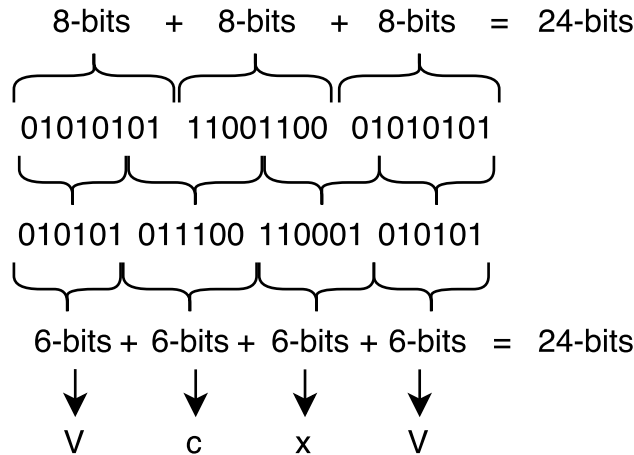 8-bits + 8-bits + 8-bits = 24-bits
01010101 11001100 01010101
010101 011100 110001 010101
6-bits + 6-bits + 6-bits + 6-bits = 24-bits
V c x V